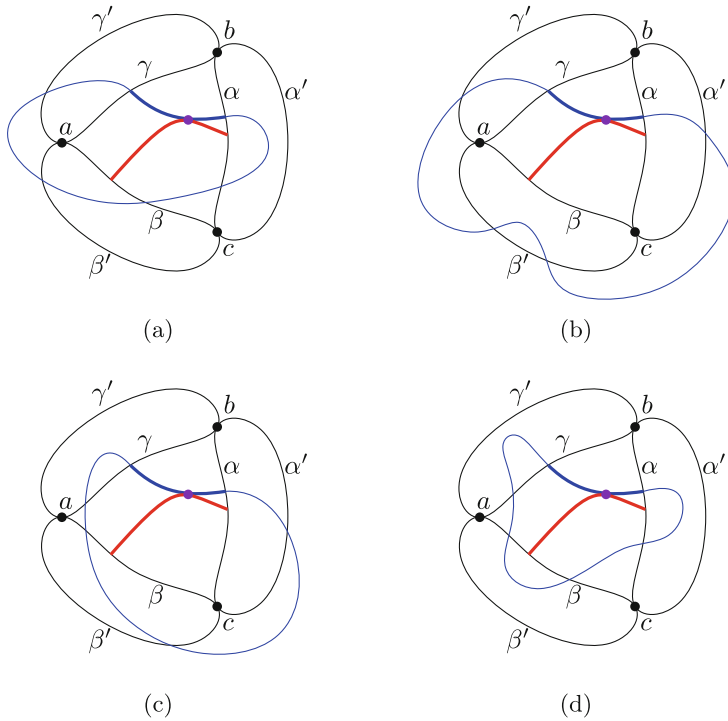 γ′ b γ α α′ a β c β′
(a)
γ′ b γ α α′ a β c β′
(b)
γ′ b γ α α′ a β c β′
(c)
γ′ b γ α α′ a β c β′
(d)